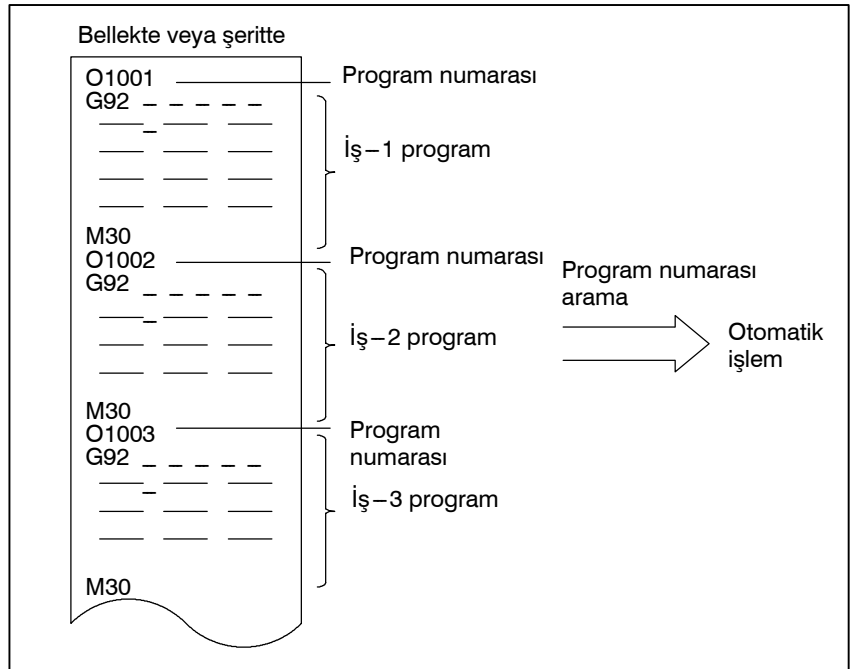 Bellekte veya şeritte
O1001
Program numarası
G92
İş–1 program
M30
O1002
Program numarası
G92
İş–2 program
M30
O1003
Program
numarası
G92
İş–3 program
M30
Program numarası
arama
Otomatik
işlem